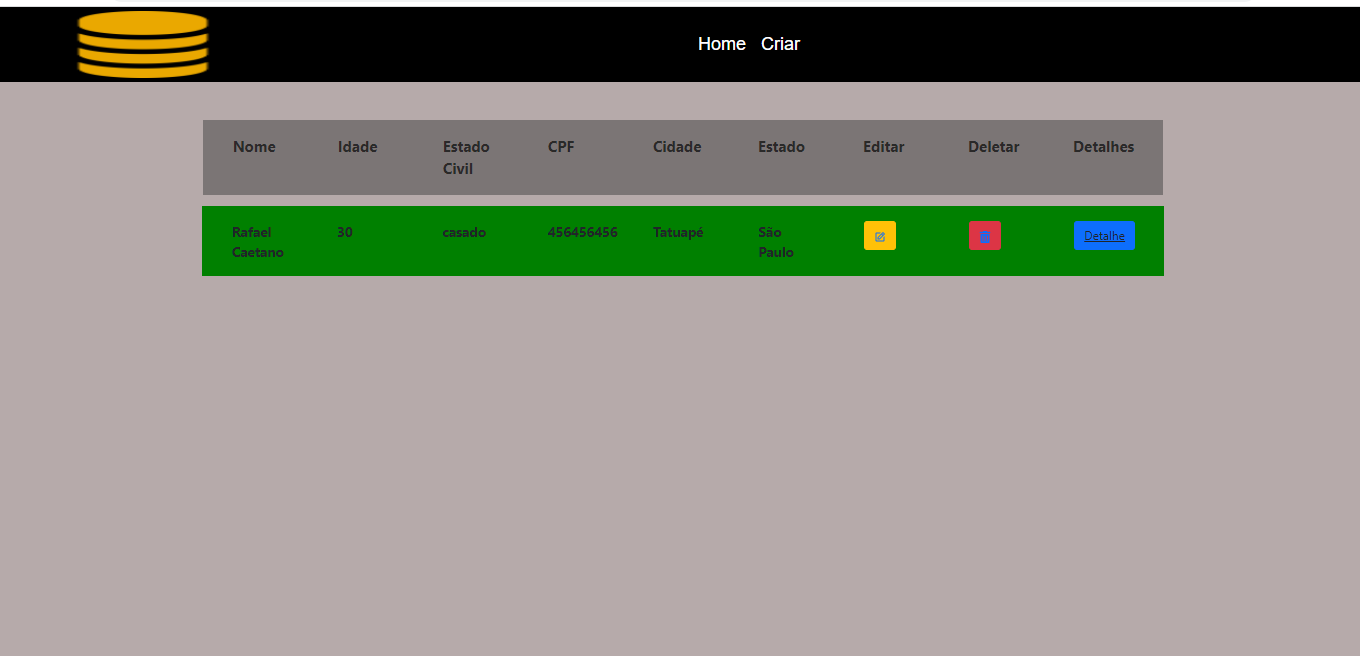 Home Criar
Nome Idade Estado Civil CPF Cidade Estado Editar Deletar Detalhes
Rafael Caetano 30 casado 456456456 Tatuapé São Paulo Detalhe